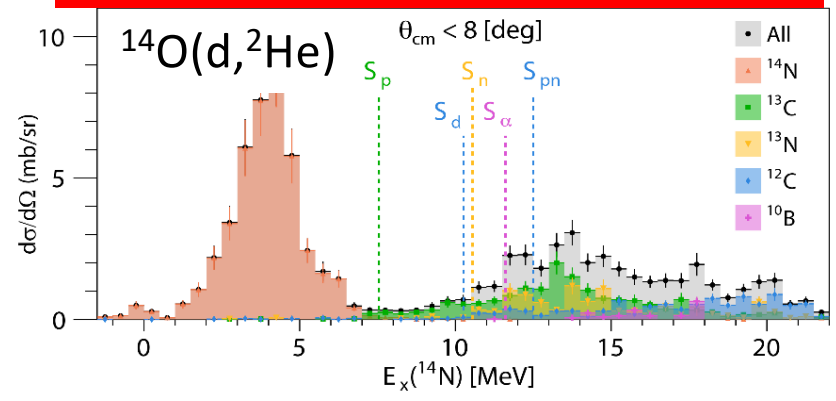 ¹⁴O(d,²He)
θcm < 8 [deg]
All
¹⁴N
¹³C
¹³N
¹²C
¹⁰B
Sp
Sn
Spn
Sd
Sα
10
5
0
dσ/dΩ (mb/sr)
0 5 10 15 20
Ex(¹⁴N) [MeV]